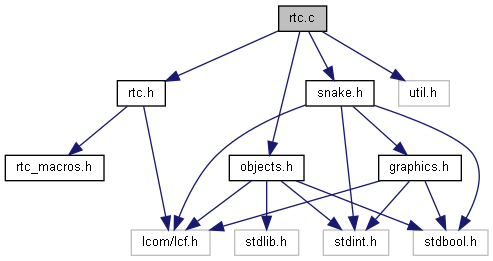 rtc.c
rtc.h
snake.h
util.h
rtc_macros.h
objects.h
graphics.h
lcom/lcf.h
stdlib.h
stdint.h
stdbool.h